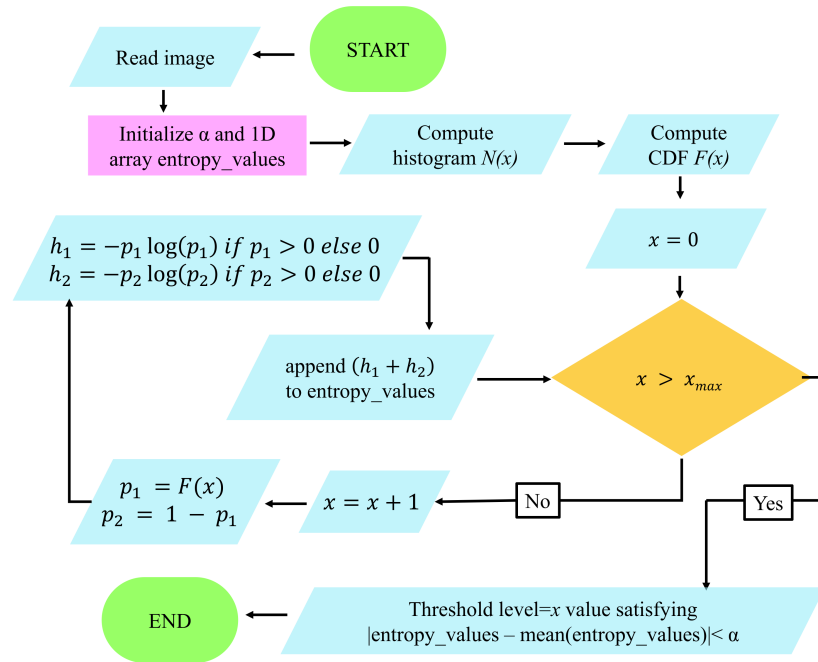 START
Read image
Initialize α and 1D
array entropy_values
Compute
histogram N(x)
Compute
CDF F(x)
x = 0
x > x_max
No
x = x + 1
p₁ = F(x)
p₂ = 1 − p₁
h₁ = −p₁ log(p₁) if p₁ > 0 else 0
h₂ = −p₂ log(p₂) if p₂ > 0 else 0
append (h₁ + h₂)
to entropy_values
Yes
Threshold level=x value satisfying
|entropy_values – mean(entropy_values)|< α
END